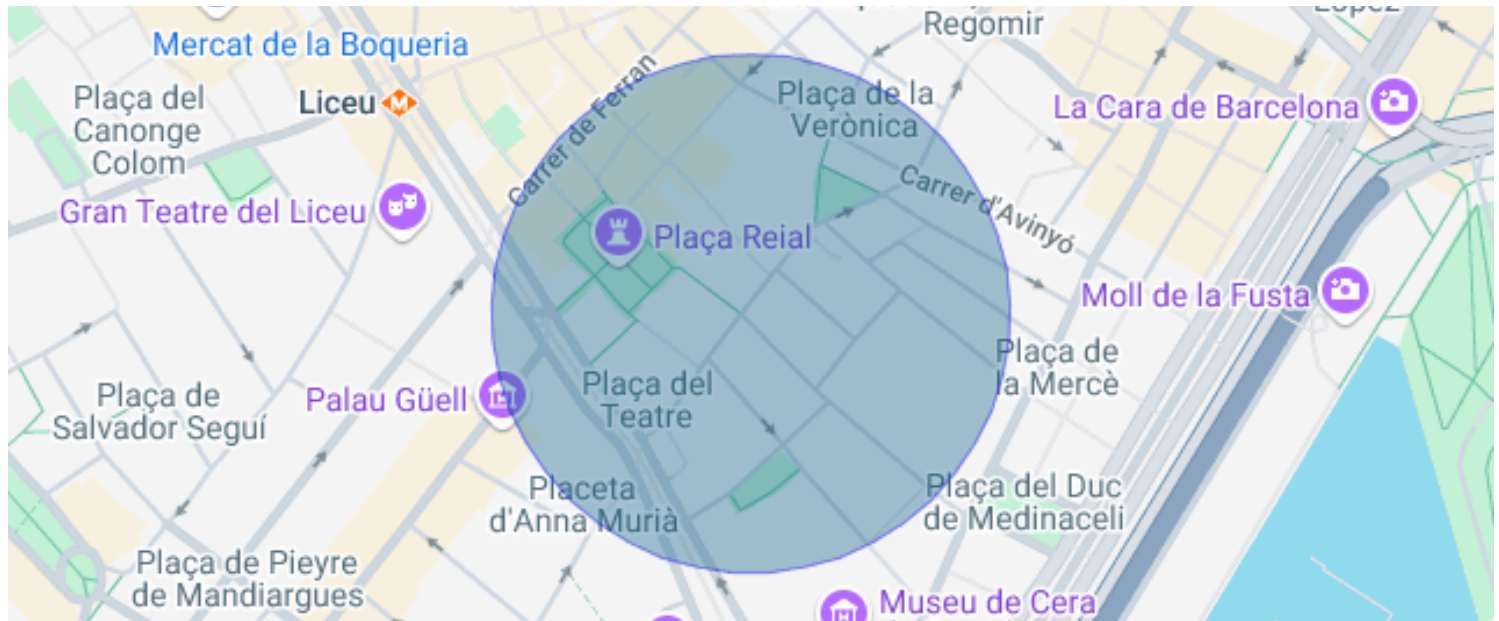 Regomir
Mercat de la Boqueria
Plaça del
Canonge
Colom
Liceu
M
Carrer de Ferran
Plaça de la
Verònica
La Cara de Barcelona
Gran Teatre del Liceu
Plaça Reial
Carrer d'Avinyó
Moll de la Fusta
Plaça de
Salvador Seguí
Palau Güell
Plaça del
Teatre
Plaça de
la Mercè
Placeta
d'Anna Murià
Plaça del Duc
de Medinaceli
Plaça de Pieyre
de Mandiargues
Museu de Cera